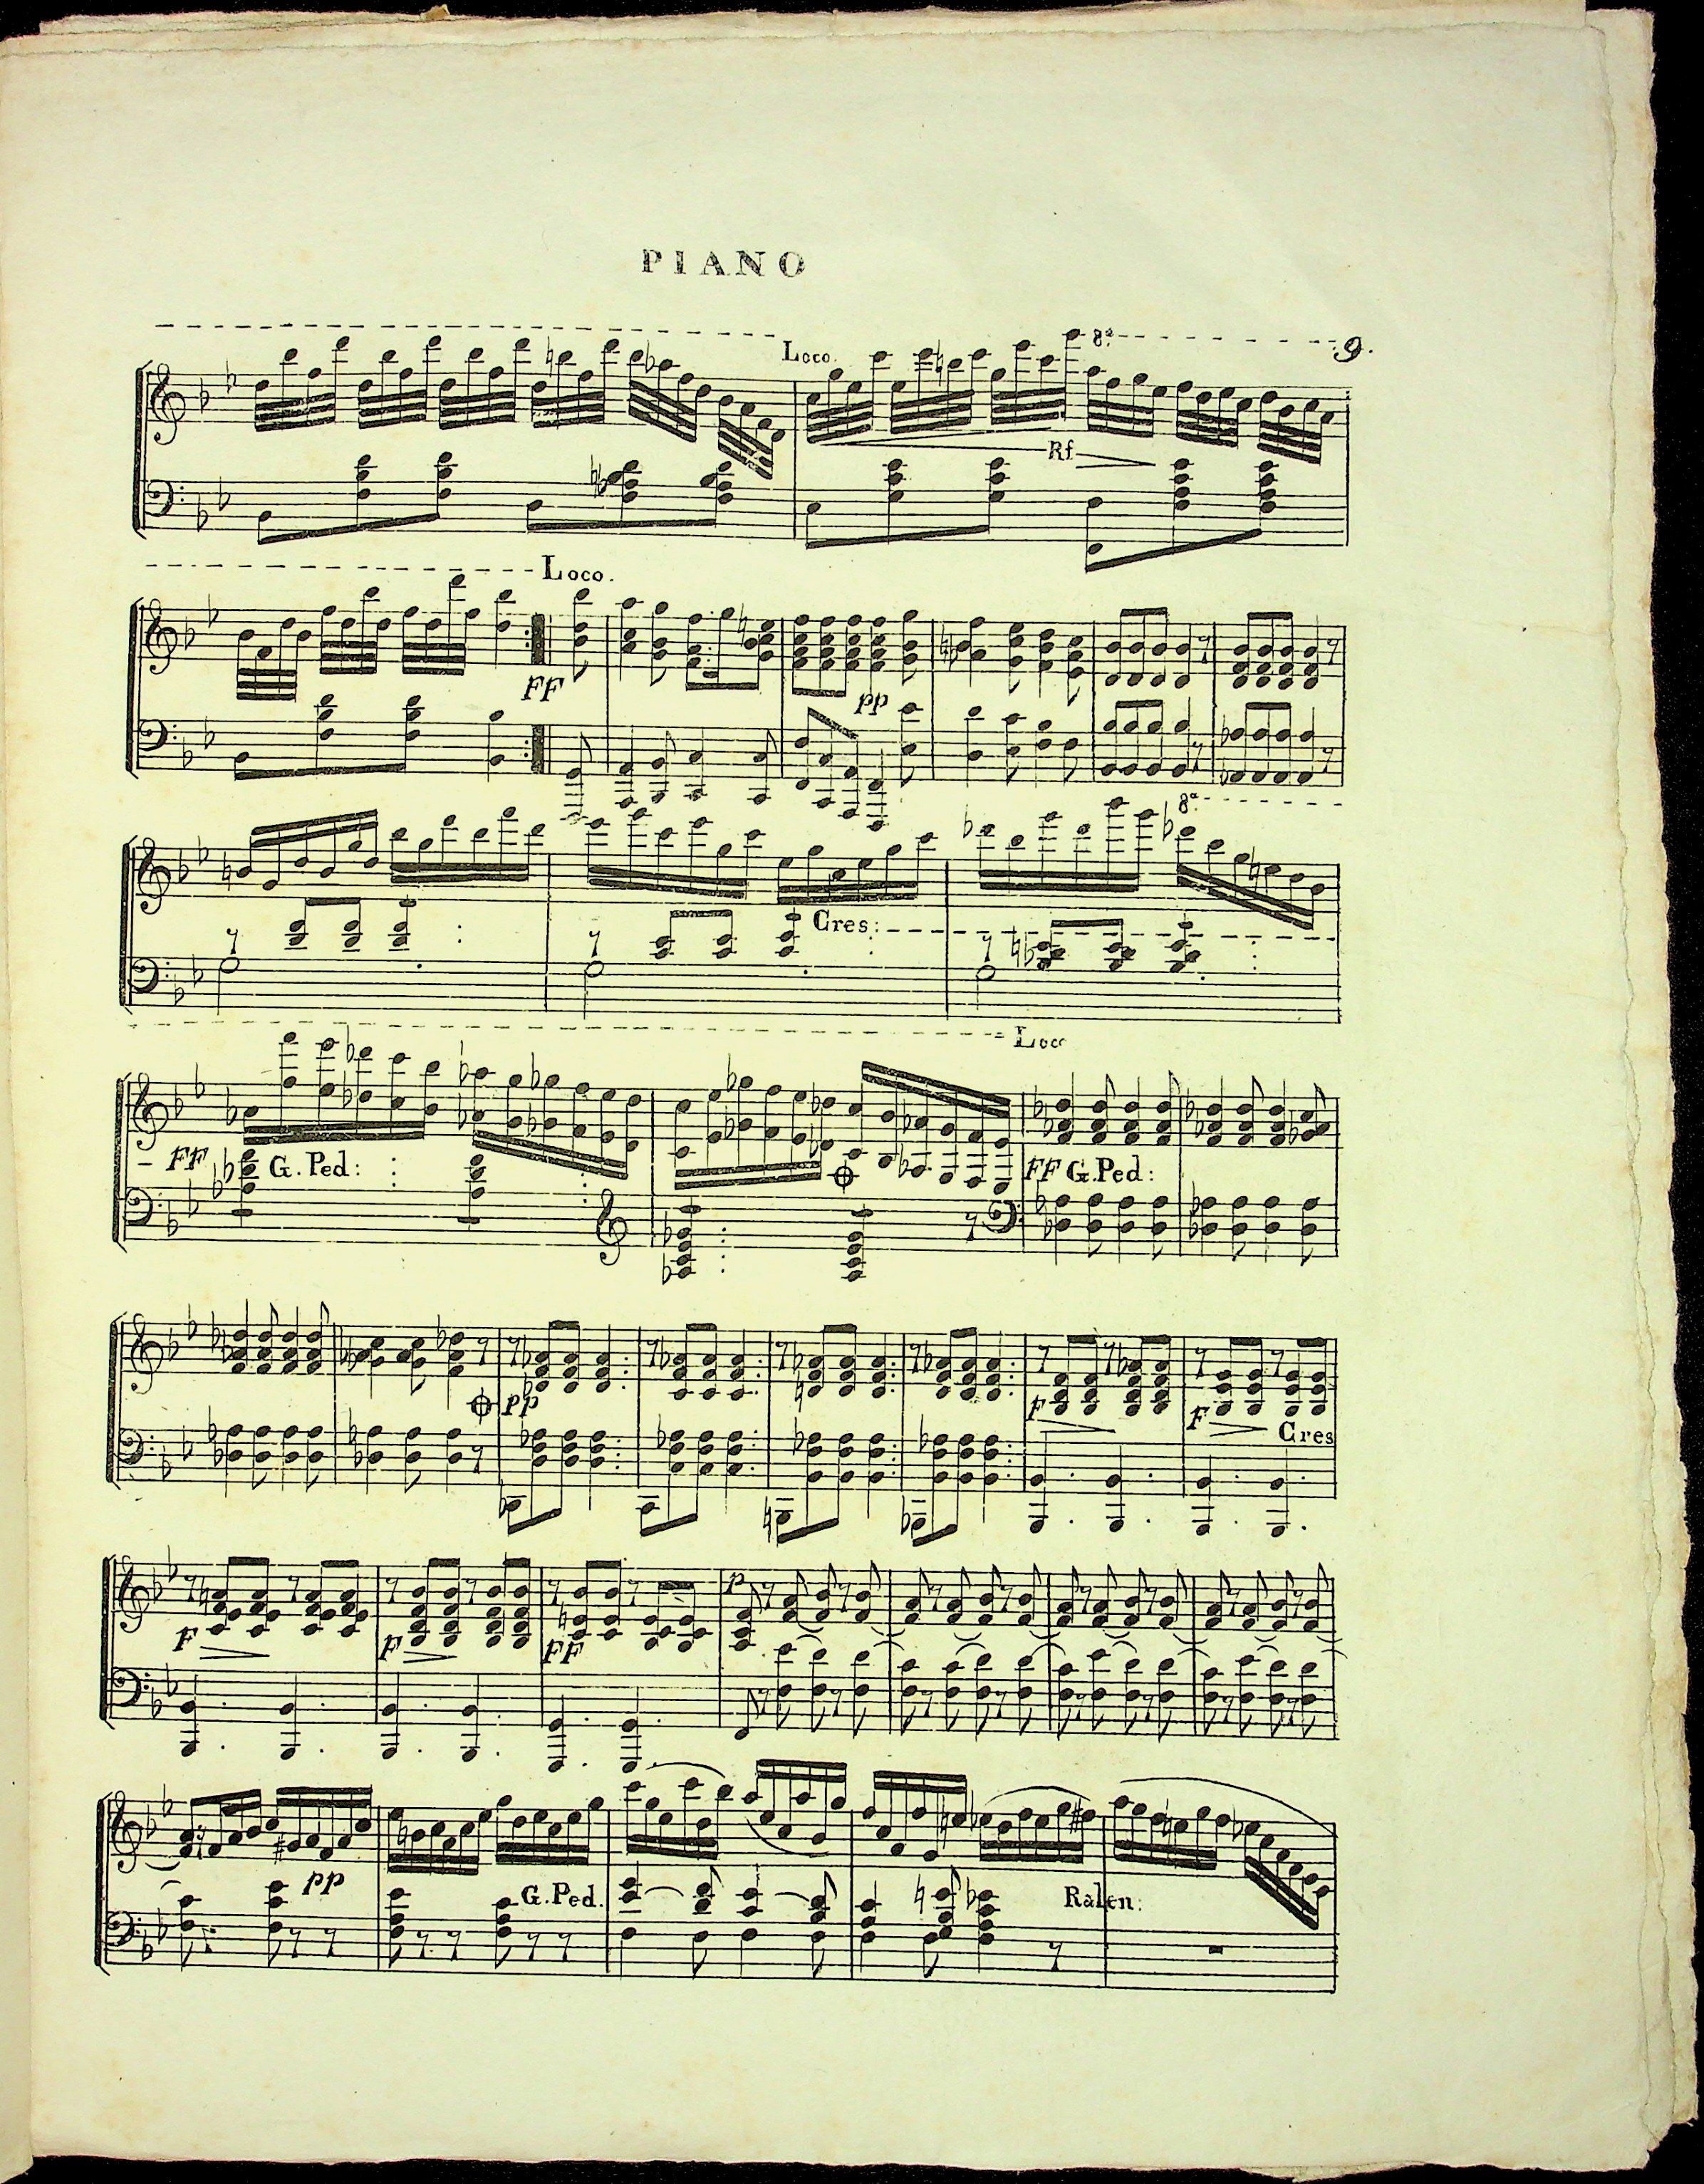 PIANO
Loco. 8ª 9.
Rf
Loco.
FF pp
8ª
Cres:
Loco
FF G. Ped: FF G. Ped:
pp F F Cres
p
F F FF
pp G. Ped. Ralen: